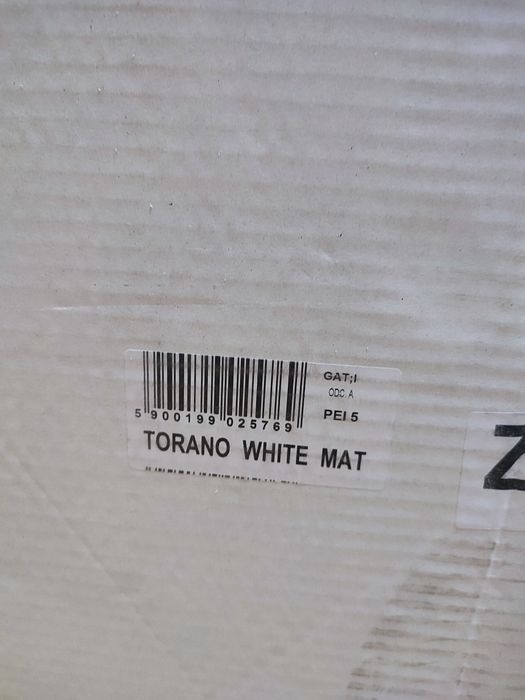 GAT;I
ODC.A
PEI 5
5 900199 025769
TORANO WHITE MAT
Z